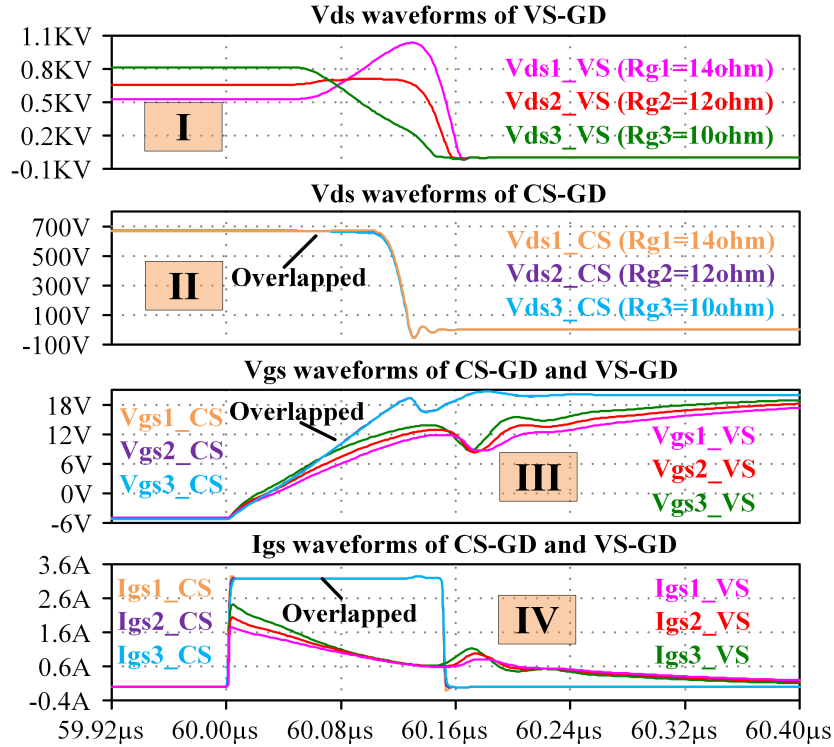 Vds waveforms of VS-GD
1.1KV
0.8KV
0.5KV
0.2KV
-0.1KV
I
Vds1_VS (Rg1=14ohm)
Vds2_VS (Rg2=12ohm)
Vds3_VS (Rg3=10ohm)
Vds waveforms of CS-GD
700V
500V
300V
100V
-100V
II
Overlapped
Vds1_CS (Rg1=14ohm)
Vds2_CS (Rg2=12ohm)
Vds3_CS (Rg3=10ohm)
Vgs waveforms of CS-GD and VS-GD
18V
12V
6V
0V
-6V
Vgs1_CS
Vgs2_CS
Vgs3_CS
Overlapped
III
Vgs1_VS
Vgs2_VS
Vgs3_VS
Igs waveforms of CS-GD and VS-GD
3.6A
2.6A
1.6A
0.6A
-0.4A
Igs1_CS
Igs2_CS
Igs3_CS
Overlapped
IV
Igs1_VS
Igs2_VS
Igs3_VS
59.92μs 60.00μs 60.08μs 60.16μs 60.24μs 60.32μs 60.40μs